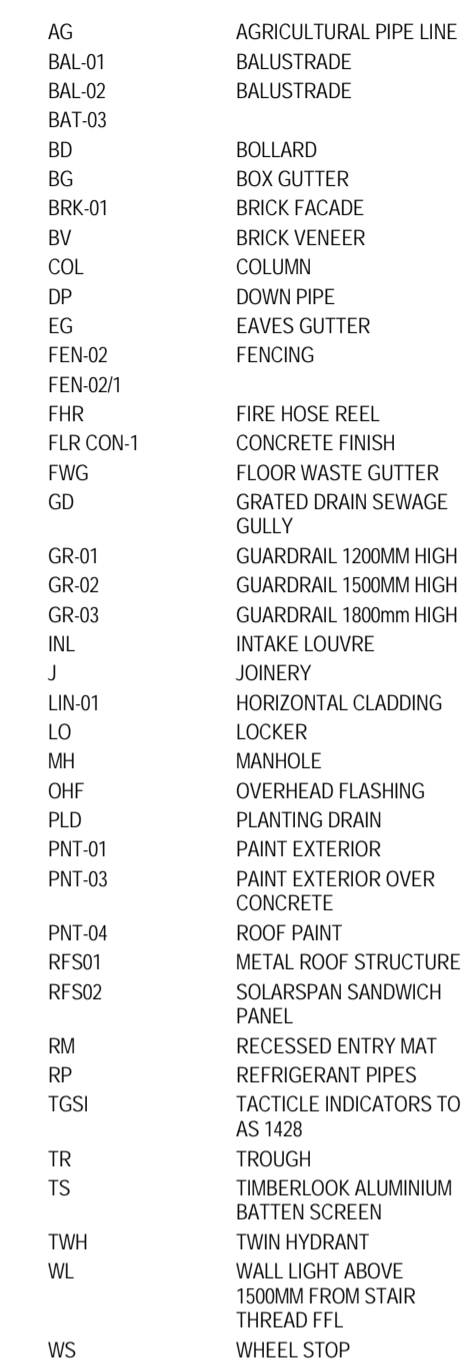 AG AGRICULTURAL PIPE LINE
BAL-01 BALUSTRADE
BAL-02 BALUSTRADE
BAT-03
BD BOLLARD
BG BOX GUTTER
BRK-01 BRICK FACADE
BV BRICK VENEER
COL COLUMN
DP DOWN PIPE
EG EAVES GUTTER
FEN-02 FENCING
FEN-02/1
FHR FIRE HOSE REEL
FLR CON-1 CONCRETE FINISH
FWG FLOOR WASTE GUTTER
GD GRATED DRAIN SEWAGE
GULLY
GR-01 GUARDRAIL 1200MM HIGH
GR-02 GUARDRAIL 1500MM HIGH
GR-03 GUARDRAIL 1800mm HIGH
INL INTAKE LOUVRE
J JOINERY
LIN-01 HORIZONTAL CLADDING
LO LOCKER
MH MANHOLE
OHF OVERHEAD FLASHING
PLD PLANTING DRAIN
PNT-01 PAINT EXTERIOR
PNT-03 PAINT EXTERIOR OVER
CONCRETE
PNT-04 ROOF PAINT
RFS01 METAL ROOF STRUCTURE
RFS02 SOLARSPAN SANDWICH
PANEL
RM RECESSED ENTRY MAT
RP REFRIGERANT PIPES
TGSI TACTICLE INDICATORS TO
AS 1428
TR TROUGH
TS TIMBERLOOK ALUMINIUM
BATTEN SCREEN
TWH TWIN HYDRANT
WL WALL LIGHT ABOVE
1500MM FROM STAIR
THREAD FFL
WS WHEEL STOP